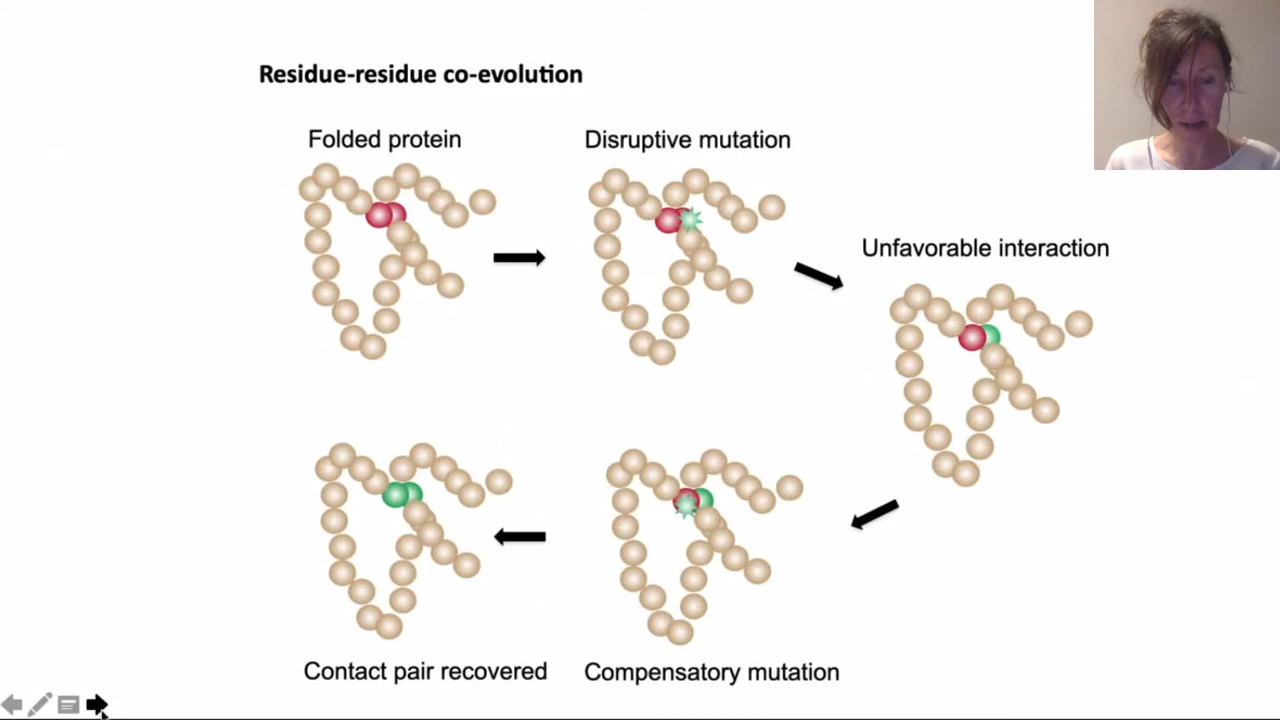 Residue-residue co-evolution
Folded protein
Disruptive mutation
Unfavorable interaction
Contact pair recovered
Compensatory mutation